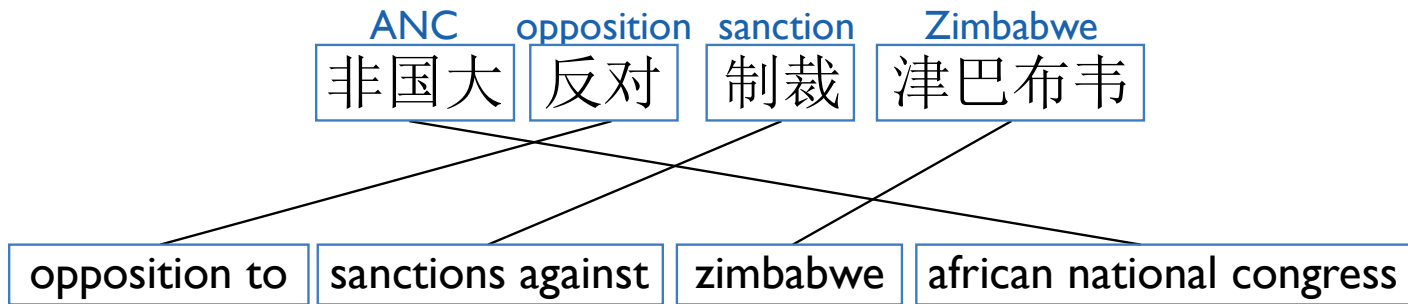 ANC opposition sanction Zimbabwe
非国大 反对 制裁 津巴布韦
opposition to sanctions against zimbabwe african national congress